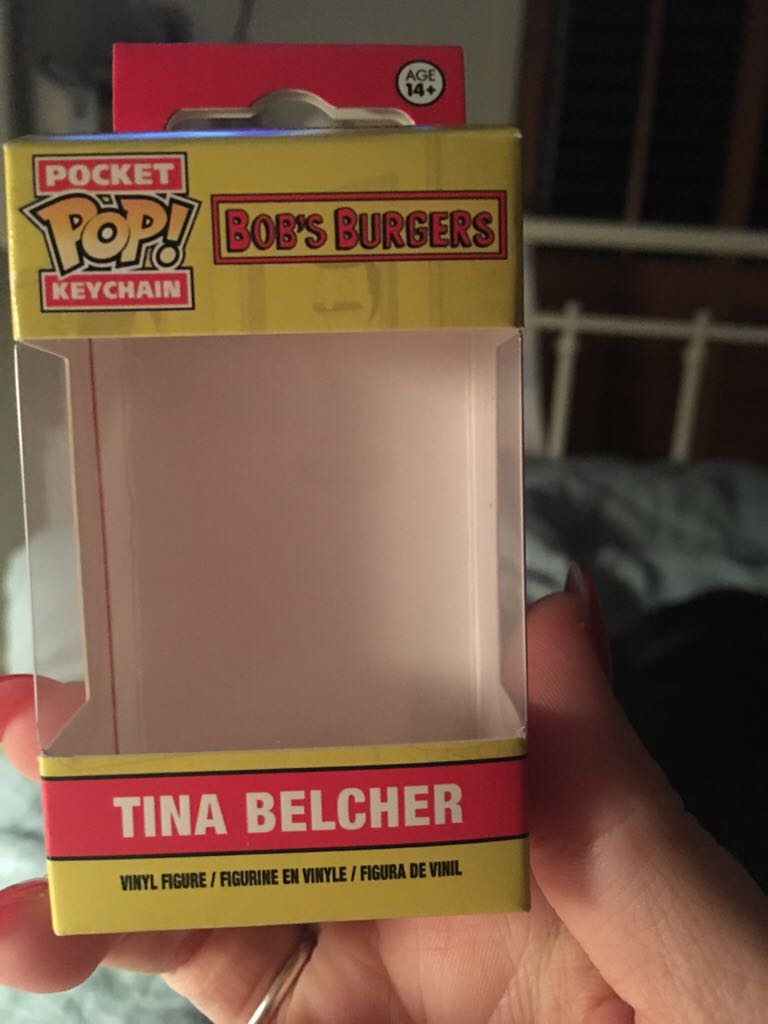 AGE
14+
POCKET
POP!
KEYCHAIN
BOB'S BURGERS
TINA BELCHER
VINYL FIGURE / FIGURINE EN VINYLE / FIGURA DE VINIL